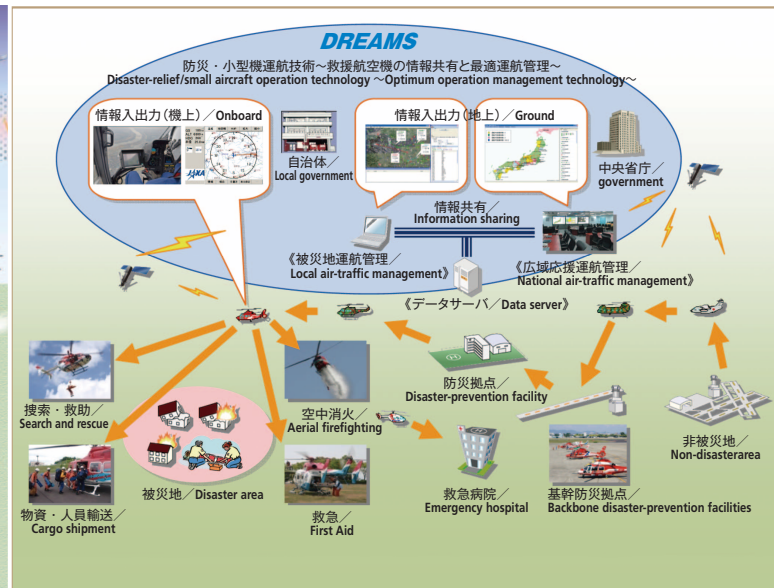 DREAMS
防災・小型機運航技術～救援航空機の情報共有と最適運航管理～
Disaster-relief/small aircraft operation technology ～Optimum operation management technology～
情報入出力(機上)／Onboard
自治体／
Local government
情報入出力(地上)／Ground
中央省庁／
government
情報共有／
Information sharing
《被災地運航管理／
Local air-traffic management》
《広域応援運航管理／
National air-traffic management》
《データサーバ／Data server》
捜索・救助／
Search and rescue
空中消火／
Aerial firefighting
防災拠点／
Disaster-prevention facility
非被災地／
Non-disasterarea
物資・人員輸送／
Cargo shipment
被災地／Disaster area
救急／
First Aid
救急病院／
Emergency hospital
基幹防災拠点／
Backbone disaster-prevention facilities